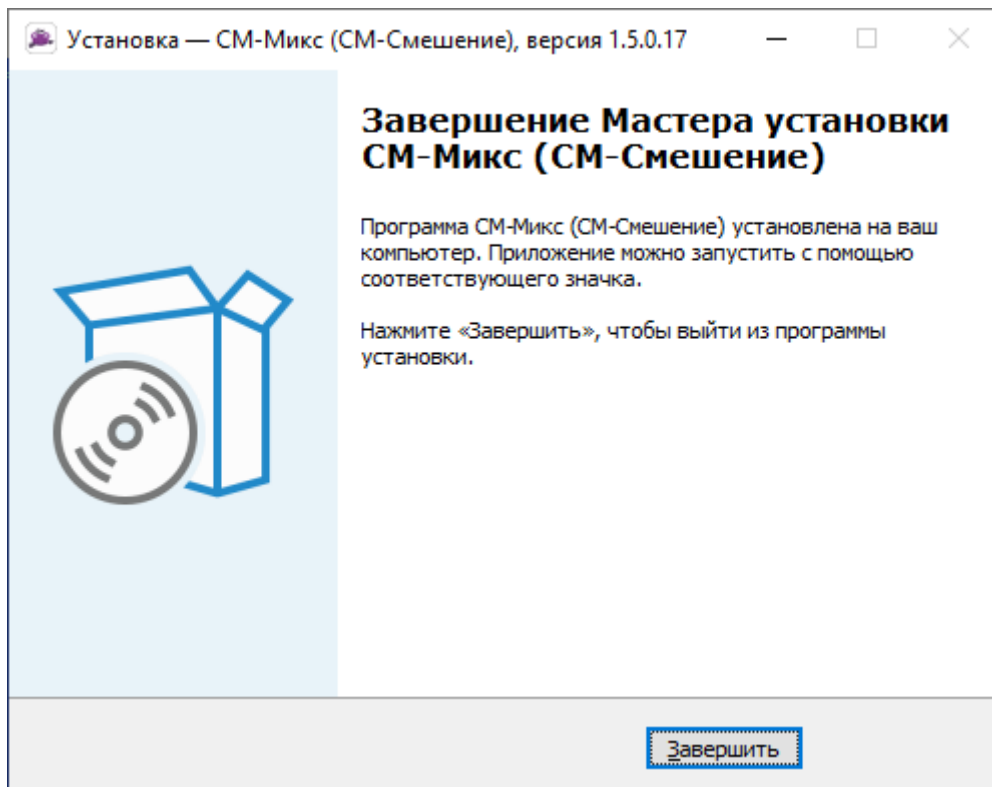 Установка — СМ-Микс (СМ-Смешение), версия 1.5.0.17
Завершение Мастера установки
СМ-Микс (СМ-Смешение)
Программа СМ-Микс (СМ-Смешение) установлена на ваш
компьютер. Приложение можно запустить с помощью
соответствующего значка.
Нажмите «Завершить», чтобы выйти из программы
установки.
Завершить